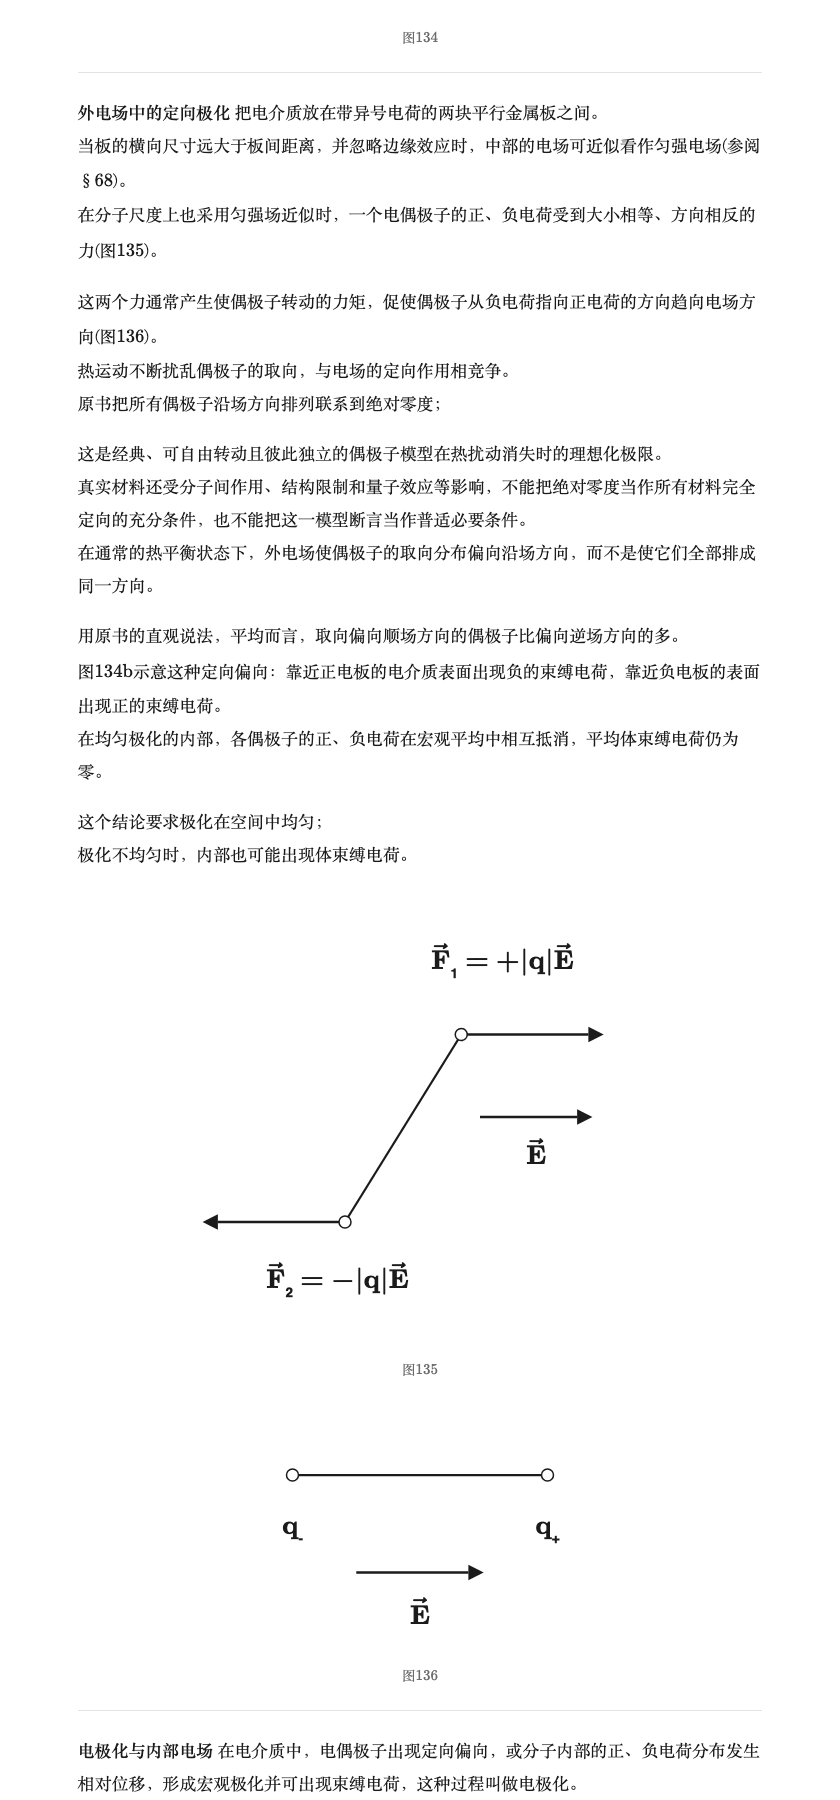 图134
外电场中的定向极化 把电介质放在带异号电荷的两块平行金属板之间。
当板的横向尺寸远大于板间距离，并忽略边缘效应时，中部的电场可近似看作匀强电场(参阅
§68)。
在分子尺度上也采用匀强场近似时，一个电偶极子的正、负电荷受到大小相等、方向相反的
力(图135)。
这两个力通常产生使偶极子转动的力矩，促使偶极子从负电荷指向正电荷的方向趋向电场方
向(图136)。
热运动不断扰乱偶极子的取向，与电场的定向作用相竞争。
原书把所有偶极子沿场方向排列联系到绝对零度；
这是经典、可自由转动且彼此独立的偶极子模型在热扰动消失时的理想化极限。
真实材料还受分子间作用、结构限制和量子效应等影响，不能把绝对零度当作所有材料完全
定向的充分条件，也不能把这一模型断言当作普适必要条件。
在通常的热平衡状态下，外电场使偶极子的取向分布偏向沿场方向，而不是使它们全部排成
同一方向。
用原书的直观说法，平均而言，取向偏向顺场方向的偶极子比偏向逆场方向的多。
图134b示意这种定向偏向：靠近正电板的电介质表面出现负的束缚电荷，靠近负电板的表面
出现正的束缚电荷。
在均匀极化的内部，各偶极子的正、负电荷在宏观平均中相互抵消，平均体束缚电荷仍为
零。
这个结论要求极化在空间中均匀；
极化不均匀时，内部也可能出现体束缚电荷。
F⃗₁ = +|q|E⃗
E⃗
F⃗₂ = −|q|E⃗
图135
q₋ q₊
E⃗
图136
电极化与内部电场 在电介质中，电偶极子出现定向偏向，或分子内部的正、负电荷分布发生
相对位移，形成宏观极化并可出现束缚电荷，这种过程叫做电极化。